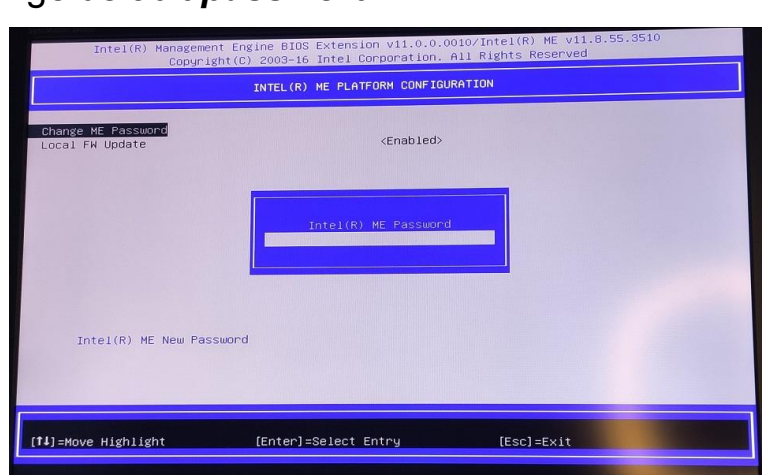 Intel(R) Management Engine BIOS Extension v11.0.0.0010/Intel(R) ME v11.8.55.3510
Copyright(C) 2003-16 Intel Corporation. All Rights Reserved
INTEL(R) ME PLATFORM CONFIGURATION
Change ME Password
Local FW Update <Enabled>
Intel(R) ME Password
Intel(R) ME New Password
[↑↓]=Move Highlight [Enter]=Select Entry [Esc]=Exit